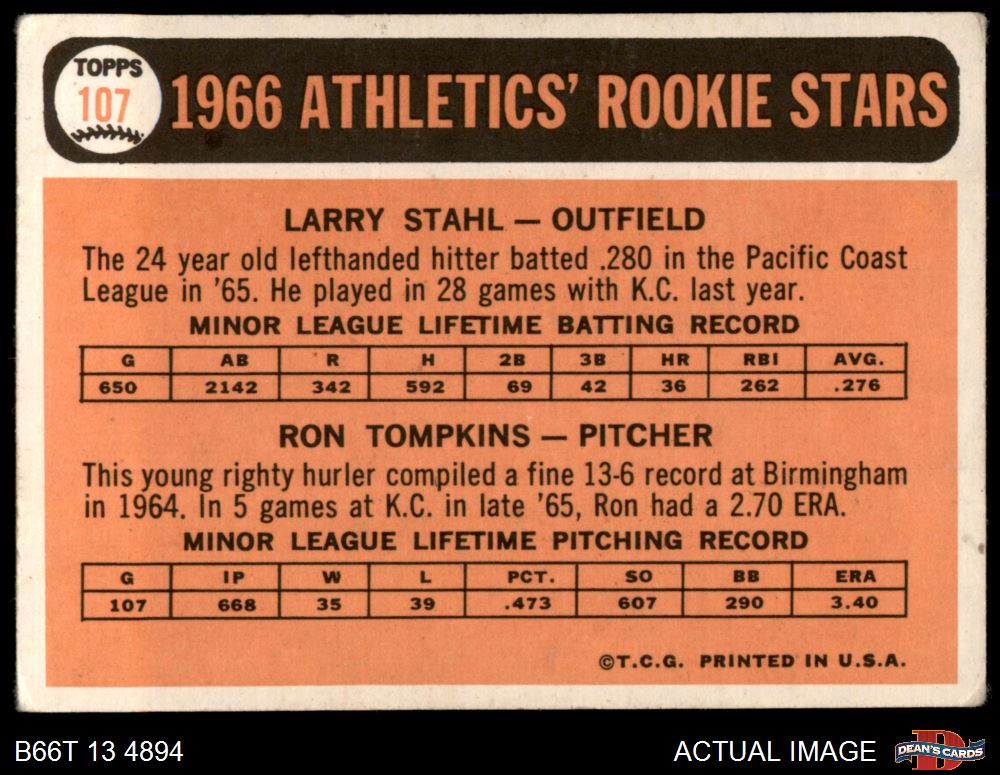 TOPPS
107
1966 ATHLETICS' ROOKIE STARS
LARRY STAHL — OUTFIELD
The 24 year old lefthanded hitter batted .280 in the Pacific Coast
League in '65. He played in 28 games with K.C. last year.
MINOR LEAGUE LIFETIME BATTING RECORD
G AB R H 2B 3B HR RBI AVG.
650 2142 342 592 69 42 36 262 .276
RON TOMPKINS — PITCHER
This young righty hurler compiled a fine 13-6 record at Birmingham
in 1964. In 5 games at K.C. in late '65, Ron had a 2.70 ERA.
MINOR LEAGUE LIFETIME PITCHING RECORD
G IP W L PCT. SO BB ERA
107 668 35 39 .473 607 290 3.40
©T.C.G. PRINTED IN U.S.A.
B66T 13 4894
ACTUAL IMAGE
D
DEAN'S CARDS